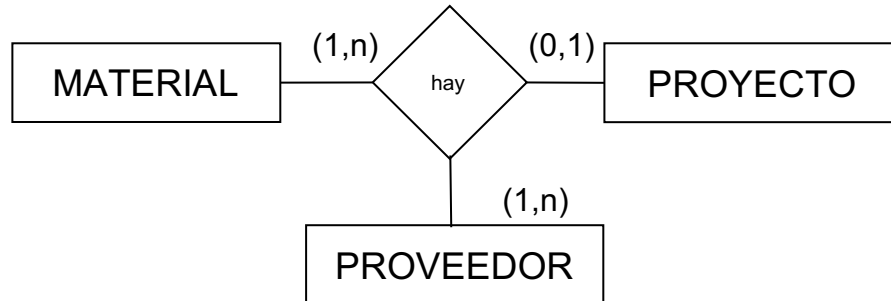 (1,n)
(0,1)
MATERIAL
hay
PROYECTO
(1,n)
PROVEEDOR